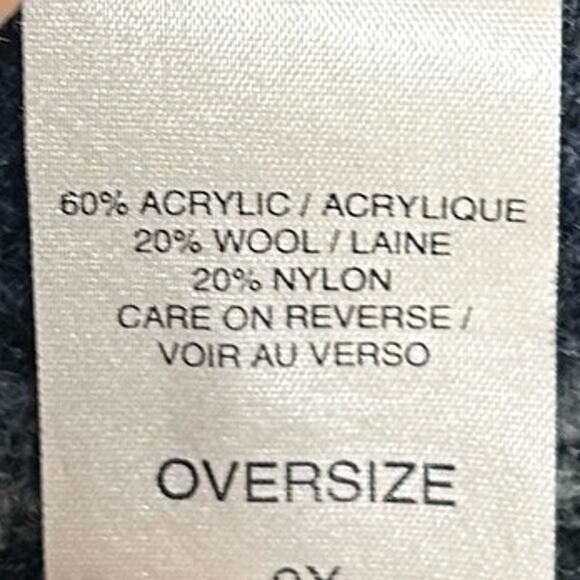 60% ACRYLIC / ACRYLIQUE
20% WOOL / LAINE
20% NYLON
CARE ON REVERSE /
VOIR AU VERSO
OVERSIZE